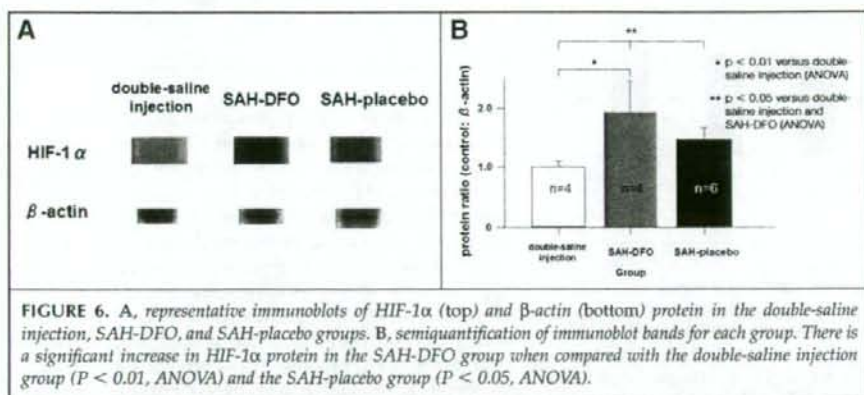 A
double-saline
injection
SAH-DFO
SAH-placebo
HIF-1 α
β-actin
B
protein ratio (control: β-actin)
2.0
1.0
0
**
*
n=4
n=4
n=6
double-saline
injection
SAH-DFO
SAH-placebo
Group
* p < 0.01 versus double-
saline injection (ANOVA)
** p < 0.05 versus double-
saline injection and
SAH-DFO (ANOVA)
FIGURE 6. A, representative immunoblots of HIF-1α (top) and β-actin (bottom) protein in the double-saline
injection, SAH-DFO, and SAH-placebo groups. B, semiquantification of immunoblot bands for each group. There is
a significant increase in HIF-1α protein in the SAH-DFO group when compared with the double-saline injection
group (P < 0.01, ANOVA) and the SAH-placebo group (P < 0.05, ANOVA).